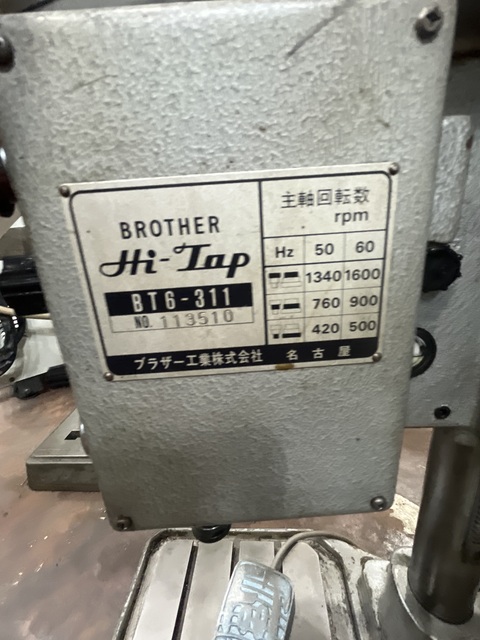 BROTHER
Hi-Tap
BT6-311
NO. 113510
主軸回転数
rpm
Hz 50 60
1340 1600
760 900
420 500
ブラザー工業株式会社 名古屋